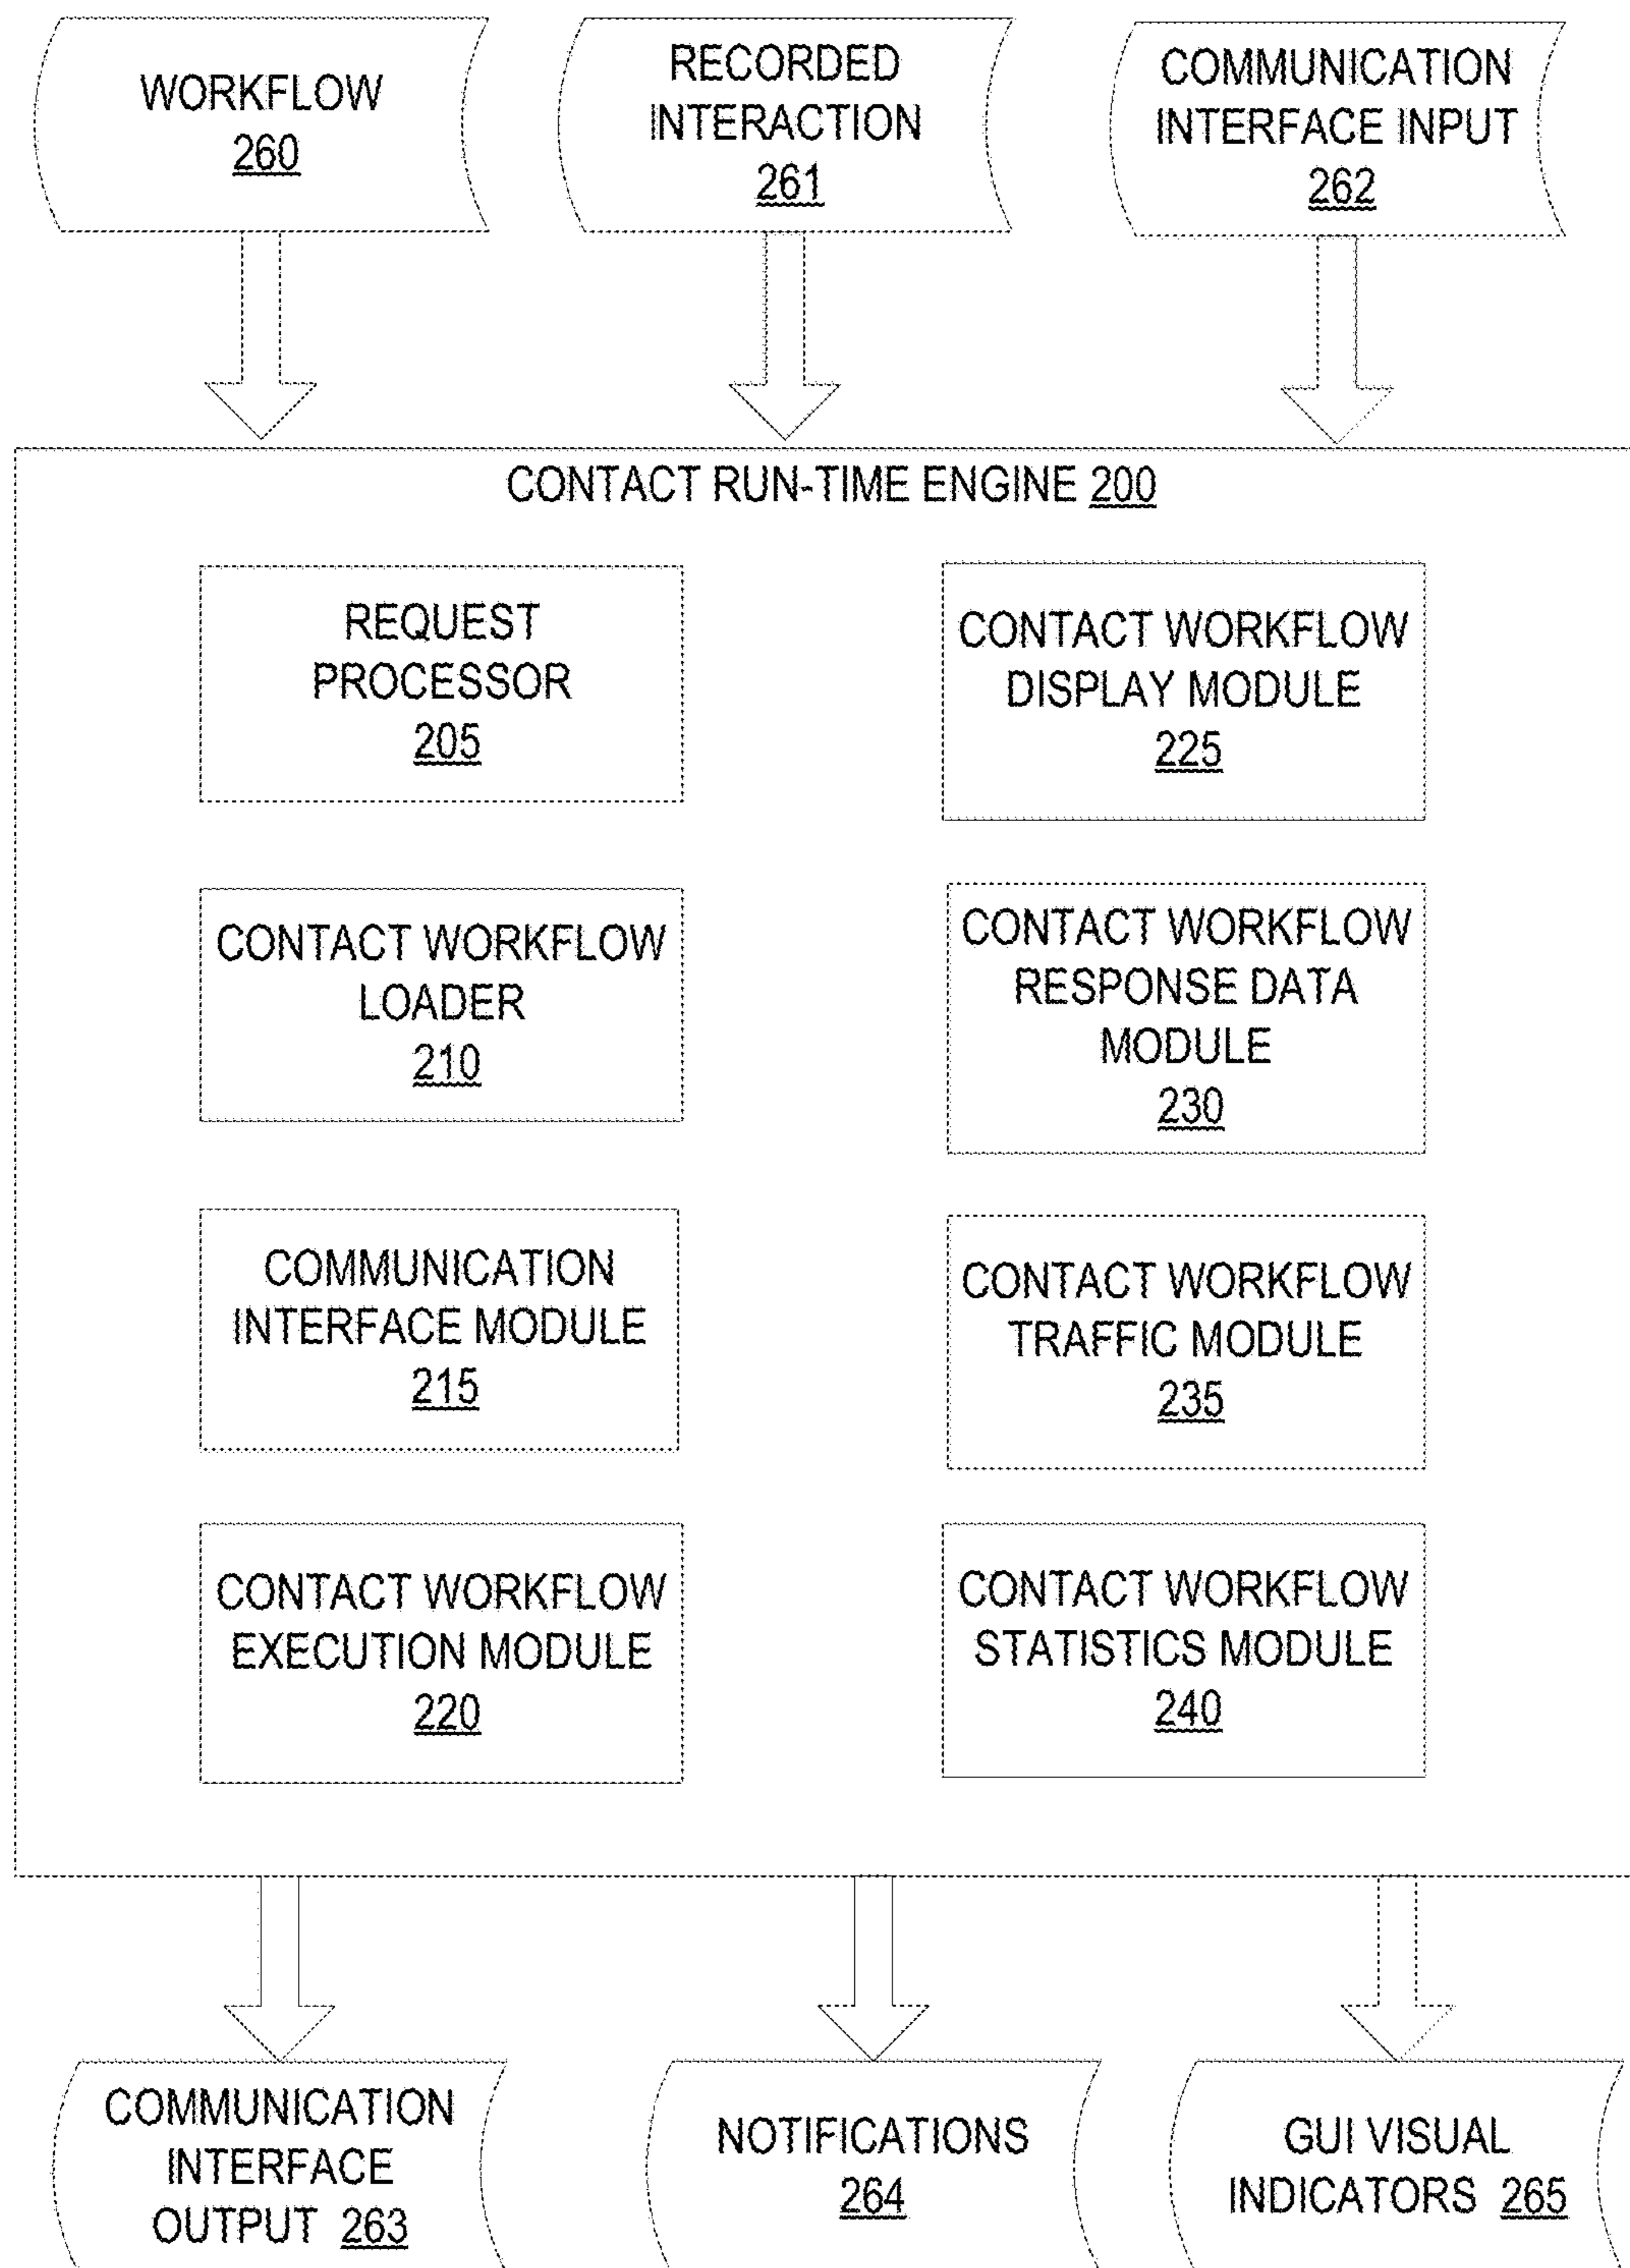 WORKFLOW
260
RECORDED
INTERACTION
261
COMMUNICATION
INTERFACE INPUT
262
CONTACT RUN-TIME ENGINE 200
REQUEST
PROCESSOR
205
CONTACT WORKFLOW
LOADER
210
COMMUNICATION
INTERFACE MODULE
215
CONTACT WORKFLOW
EXECUTION MODULE
220
CONTACT WORKFLOW
DISPLAY MODULE
225
CONTACT WORKFLOW
RESPONSE DATA
MODULE
230
CONTACT WORKFLOW
TRAFFIC MODULE
235
CONTACT WORKFLOW
STATISTICS MODULE
240
COMMUNICATION
INTERFACE
OUTPUT 263
NOTIFICATIONS
264
GUI VISUAL
INDICATORS 265